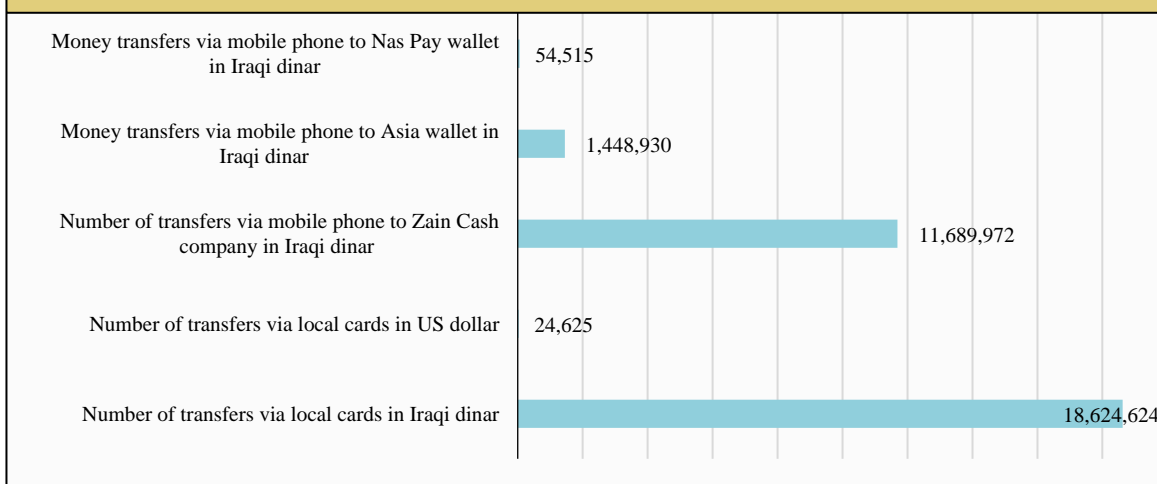 Money transfers via mobile phone to Nas Pay wallet
in Iraqi dinar
54,515
Money transfers via mobile phone to Asia wallet in
Iraqi dinar
1,448,930
Number of transfers via mobile phone to Zain Cash
company in Iraqi dinar
11,689,972
Number of transfers via local cards in US dollar
24,625
Number of transfers via local cards in Iraqi dinar
18,624,624